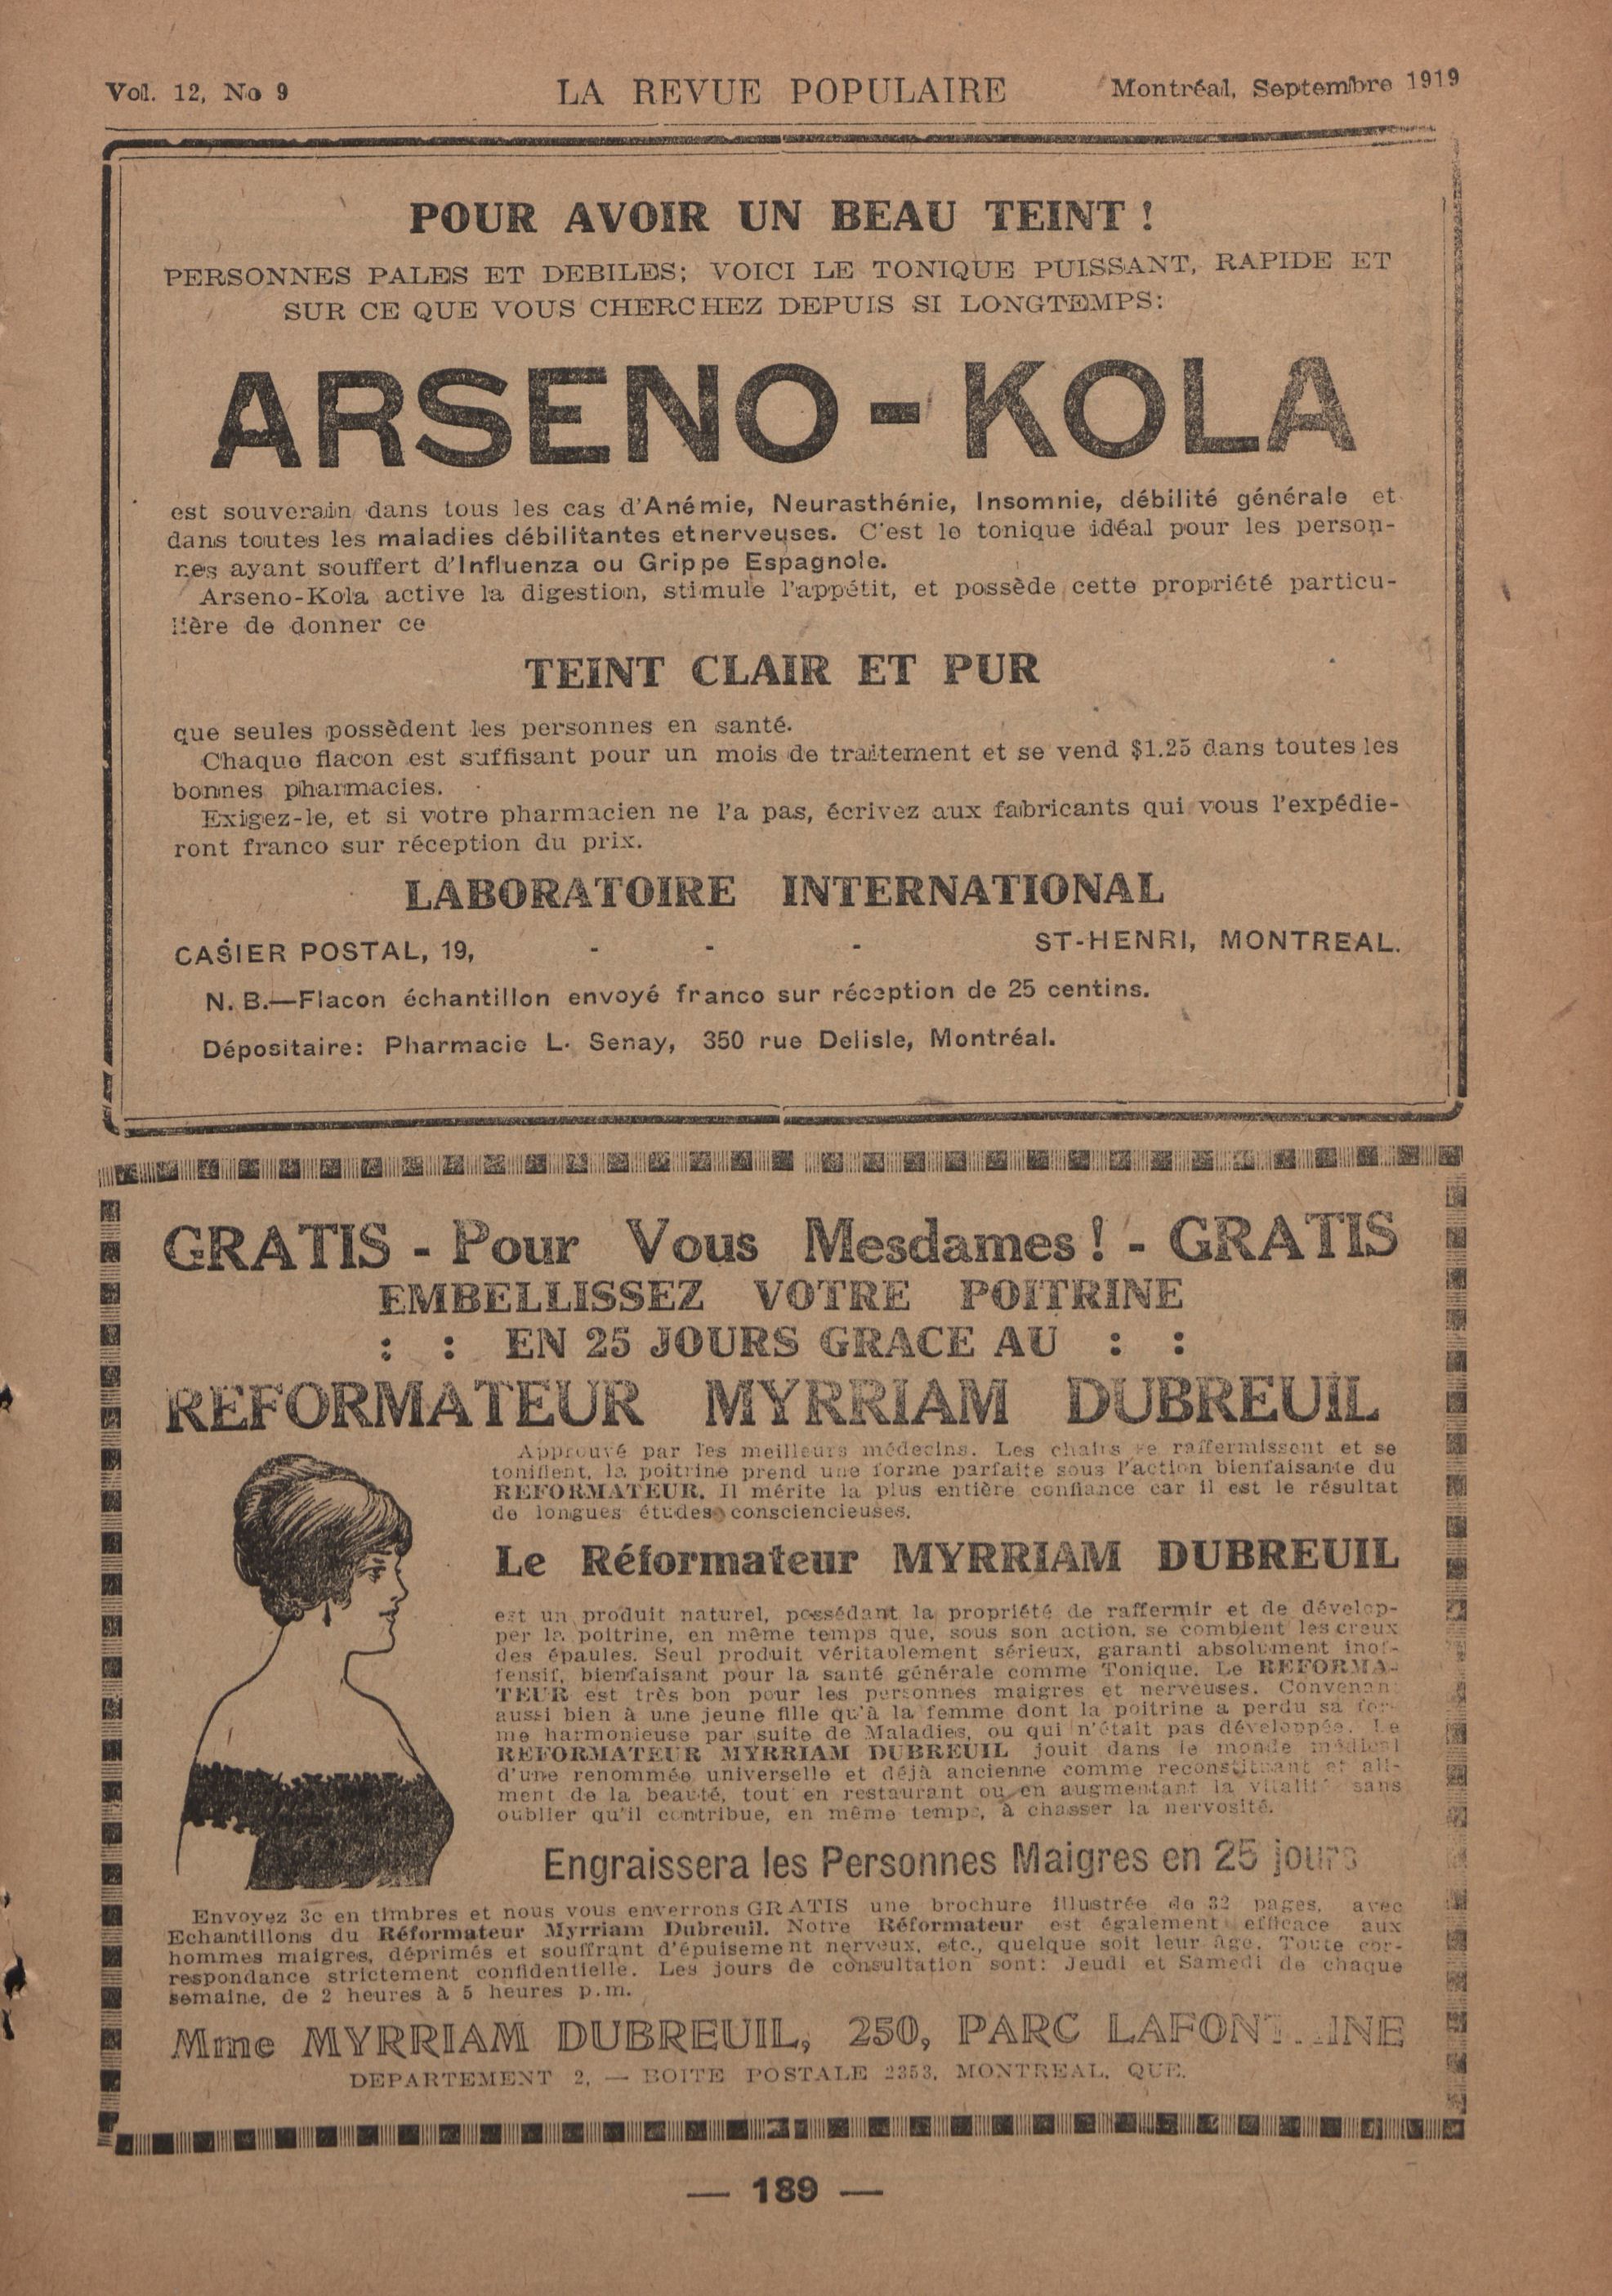 Vol. 12, No 9 LA REVUE POPULAIRE Montréal, Septembre 1919
POUR AVOIR UN BEAU TEINT !
PERSONNES PALES ET DEBILES; VOICI LE TONIQUE PUISSANT, RAPIDE ET
SUR CE QUE VOUS CHERCHEZ DEPUIS SI LONGTEMPS:
ARSENO-KOLA
est souverain dans tous les cas d'Anémie, Neurasthénie, Insomnie, débilité générale et
dans toutes les maladies débilitantes et nerveuses. C'est le tonique idéal pour les person-
nes ayant souffert d'Influenza ou Grippe Espagnole.
Arseno-Kola active la digestion, stimule l'appétit, et possède cette propriété particu-
lière de donner ce
TEINT CLAIR ET PUR
que seules possèdent les personnes en santé.
Chaque flacon est suffisant pour un mois de traitement et se vend $1.25 dans toutes les
bonnes pharmacies.
Exigez-le, et si votre pharmacien ne l'a pas, écrivez aux fabricants qui vous l'expédie-
ront franco sur réception du prix.
LABORATOIRE INTERNATIONAL
CASIER POSTAL, 19, - - - ST-HENRI, MONTREAL.
N. B.—Flacon échantillon envoyé franco sur réception de 25 centins.
Dépositaire: Pharmacie L. Senay, 350 rue Delisle, Montréal.
GRATIS - Pour Vous Mesdames ! - GRATIS
EMBELLISSEZ VOTRE POITRINE
: : EN 25 JOURS GRACE AU : :
REFORMATEUR MYRRIAM DUBREUIL
Approuvé par les meilleurs médecins. Les chairs se raffermissent et se
tonifient, la poitrine prend une forme parfaite sous l'action bienfaisante du
REFORMATEUR. Il mérite la plus entière confiance car il est le résultat
de longues études consciencieuses.
Le Réformateur MYRRIAM DUBREUIL
est un produit naturel, possédant la propriété de raffermir et de dévelop-
per la poitrine, en même temps que, sous son action, se comblent les creux
des épaules. Seul produit véritablement sérieux, garanti absolument inof-
fensif, bienfaisant pour la santé générale comme Tonique. Le REFORMA-
TEUR est très bon pour les personnes maigres et nerveuses. Convenant
aussi bien à une jeune fille qu'à la femme dont la poitrine a perdu sa for-
me harmonieuse par suite de Maladies, ou qui n'était pas développée. Le
REFORMATEUR MYRRIAM DUBREUIL jouit dans le monde médical
d'une renommée universelle et déjà ancienne comme reconstituant et ali-
ment de la beauté, tout en restaurant ou en augmentant la vitalité sans
oublier qu'il contribue, en même temps, à chasser la nervosité.
Engraissera les Personnes Maigres en 25 jours
Envoyez 3c en timbres et nous vous enverrons GRATIS une brochure illustrée de 32 pages, avec
Echantillons du Réformateur Myrriam Dubreuil. Notre Réformateur est également efficace aux
hommes maigres, déprimés et souffrant d'épuisement nerveux, etc., quelque soit leur âge. Toute cor-
respondance strictement confidentielle. Les jours de consultation sont: Jeudi et Samedi de chaque
semaine, de 2 heures à 5 heures p.m.
Mme MYRRIAM DUBREUIL, 250, PARC LAFONTAINE
DEPARTEMENT 2, — BOITE POSTALE 2353, MONTREAL, QUE.
— 189 —